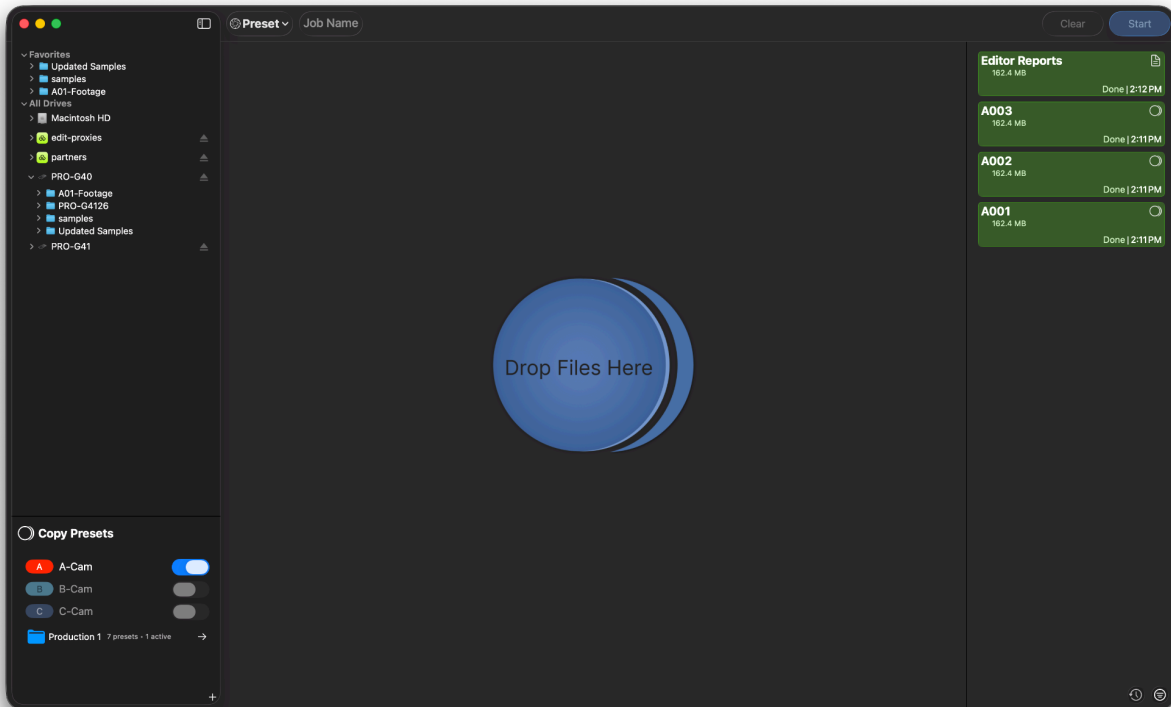 Preset
Job Name
Clear
Start
Favorites
Updated Samples
samples
A01-Footage
All Drives
Macintosh HD
edit-proxies
partners
PRO-G40
A01-Footage
PRO-G4126
samples
Updated Samples
PRO-G41
Copy Presets
A A-Cam
B B-Cam
C C-Cam
Production 1 7 presets • 1 active
Drop Files Here
Editor Reports
162.4 MB
Done | 2:12 PM
A003
162.4 MB
Done | 2:11 PM
A002
162.4 MB
Done | 2:11 PM
A001
162.4 MB
Done | 2:11 PM